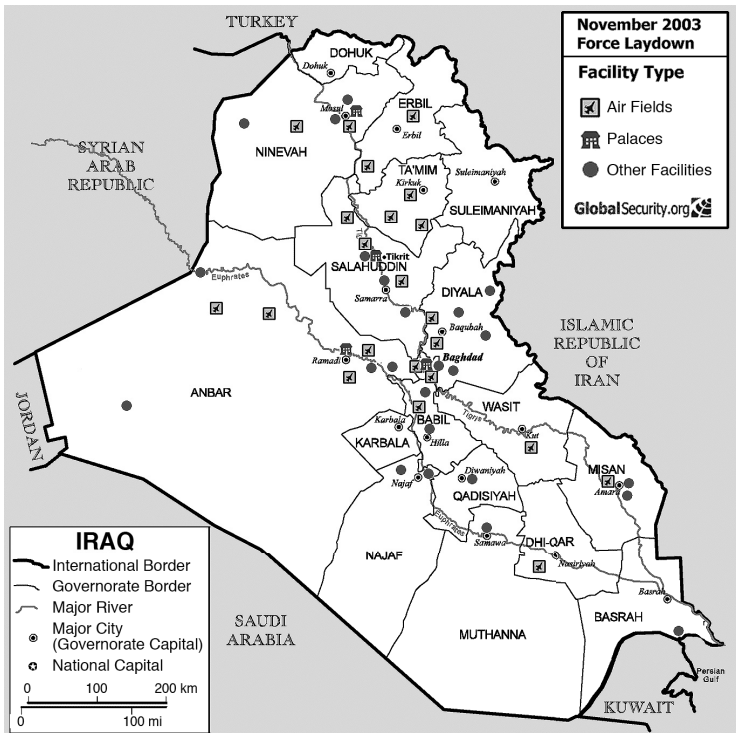 TURKEY
November 2003
Force Laydown
Facility Type
Air Fields
Palaces
Other Facilities
GlobalSecurity.org
DOHUK
Dohuk
Mosul
ERBIL
Erbil
NINEVAH
SYRIAN
ARAB
REPUBLIC
TA'MIM
Kirkuk
Suleimaniyah
SULEIMANIYAH
Tikrit
SALAHUDDIN
Euphrates
Samarra
DIYALA
Baqubah
ISLAMIC
REPUBLIC
OF
IRAN
Ramadi
Baghdad
ANBAR
JORDAN
WASIT
Tigris
Karbala
BABIL
Kut
KARBALA
Hilla
MISAN
Najaf
Diwaniyah
Amara
QADISIYAH
Euphrates
Samawa
DHI-QAR
NAJAF
Nasiriyah
Basrah
SAUDI
ARABIA
BASRAH
MUTHANNA
Persian
Gulf
KUWAIT
IRAQ
International Border
Governorate Border
Major River
Major City
(Governorate Capital)
National Capital
0 100 200 km
0 100 mi